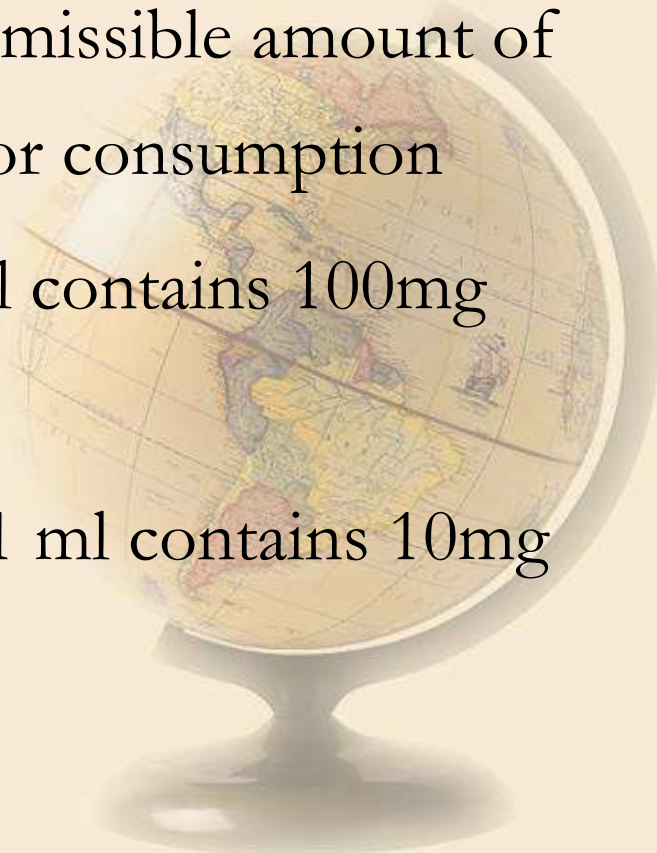 missible amount of
or consumption
l contains 100mg
1 ml contains 10mg